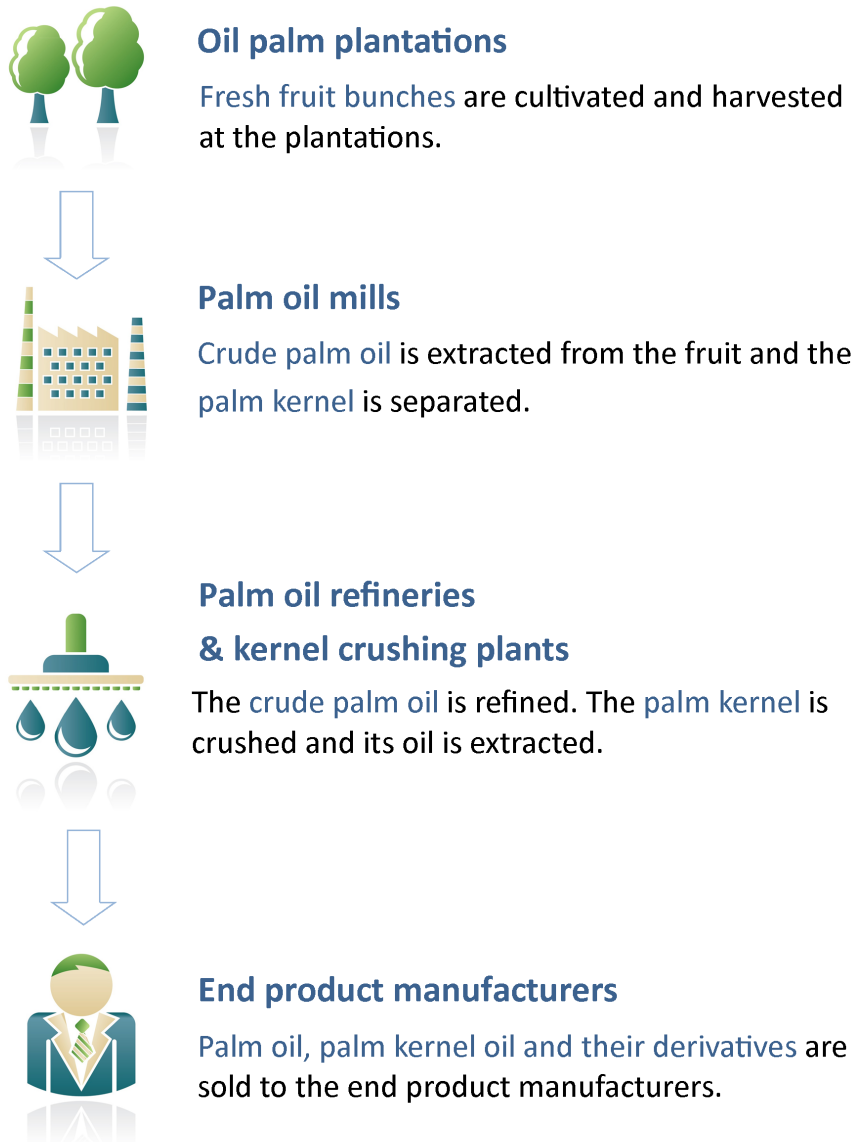 Oil palm plantations
Fresh fruit bunches are cultivated and harvested
at the plantations.
Palm oil mills
Crude palm oil is extracted from the fruit and the
palm kernel is separated.
Palm oil refineries
& kernel crushing plants
The crude palm oil is refined. The palm kernel is
crushed and its oil is extracted.
End product manufacturers
Palm oil, palm kernel oil and their derivatives are
sold to the end product manufacturers.